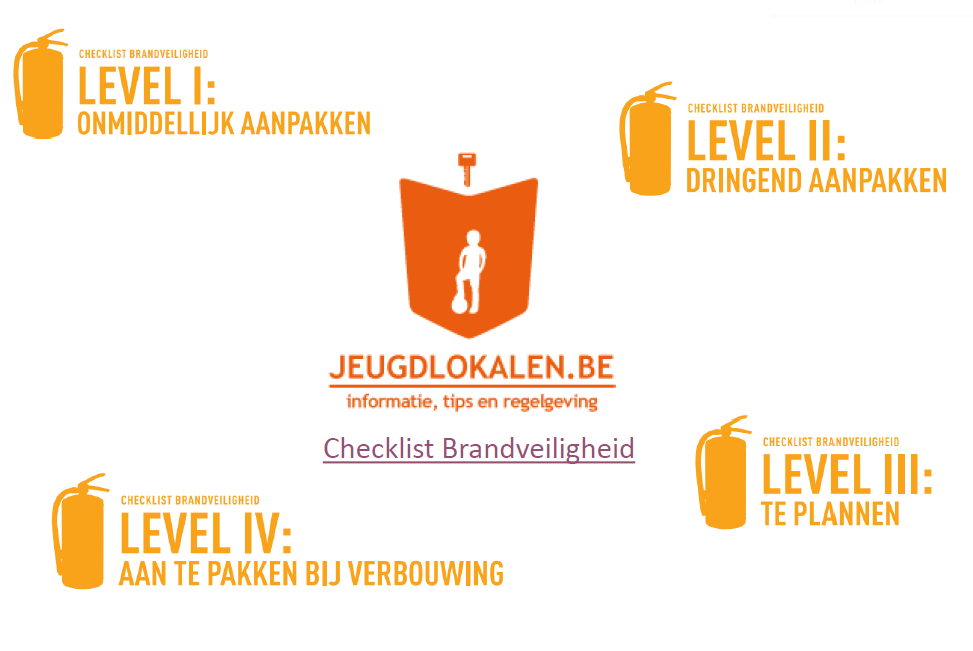 CHECKLIST BRANDVEILIGHEID
LEVEL I:
ONMIDDELLIJK AANPAKKEN
CHECKLIST BRANDVEILIGHEID
LEVEL II:
DRINGEND AANPAKKEN
JEUGDLOKALEN.BE
informatie, tips en regelgeving
Checklist Brandveiligheid
CHECKLIST BRANDVEILIGHEID
LEVEL III:
TE PLANNEN
CHECKLIST BRANDVEILIGHEID
LEVEL IV:
AAN TE PAKKEN BIJ VERBOUWING